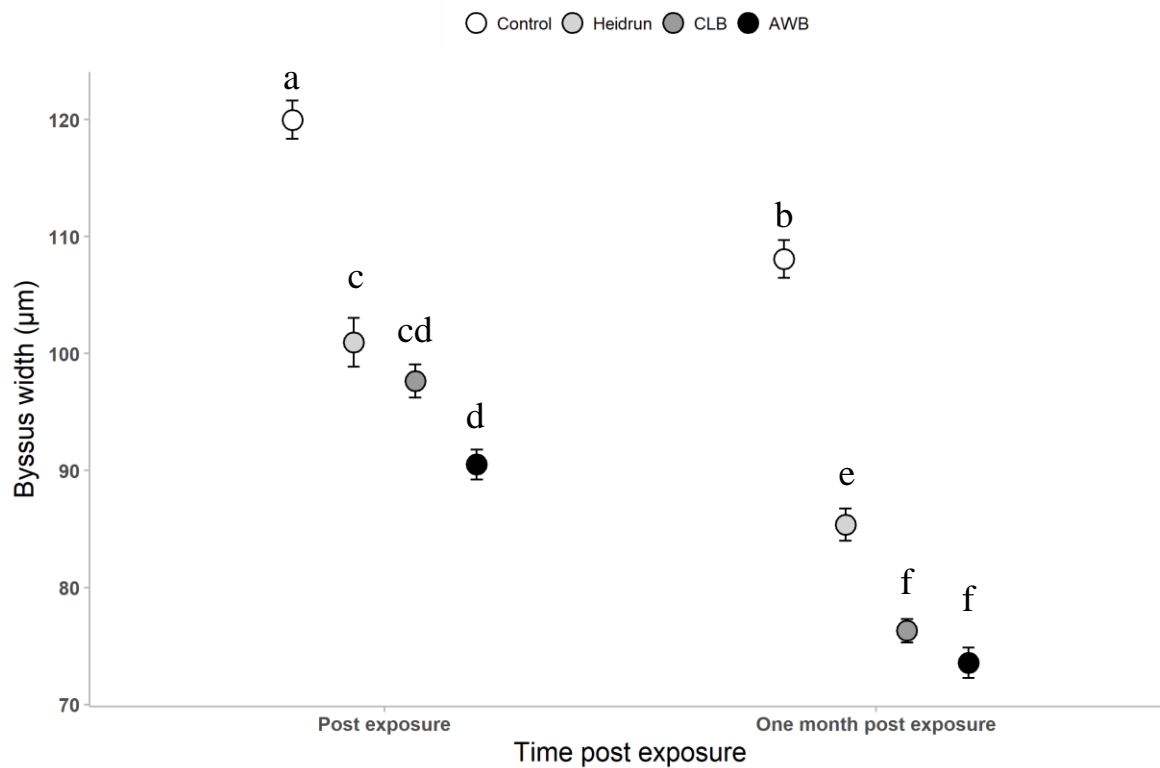 Control Heidrun CLB AWB
a
120
b
110
c
cd
100
d
90
e
80
f
f
70
Byssus width (µm)
Post exposure One month post exposure
Time post exposure